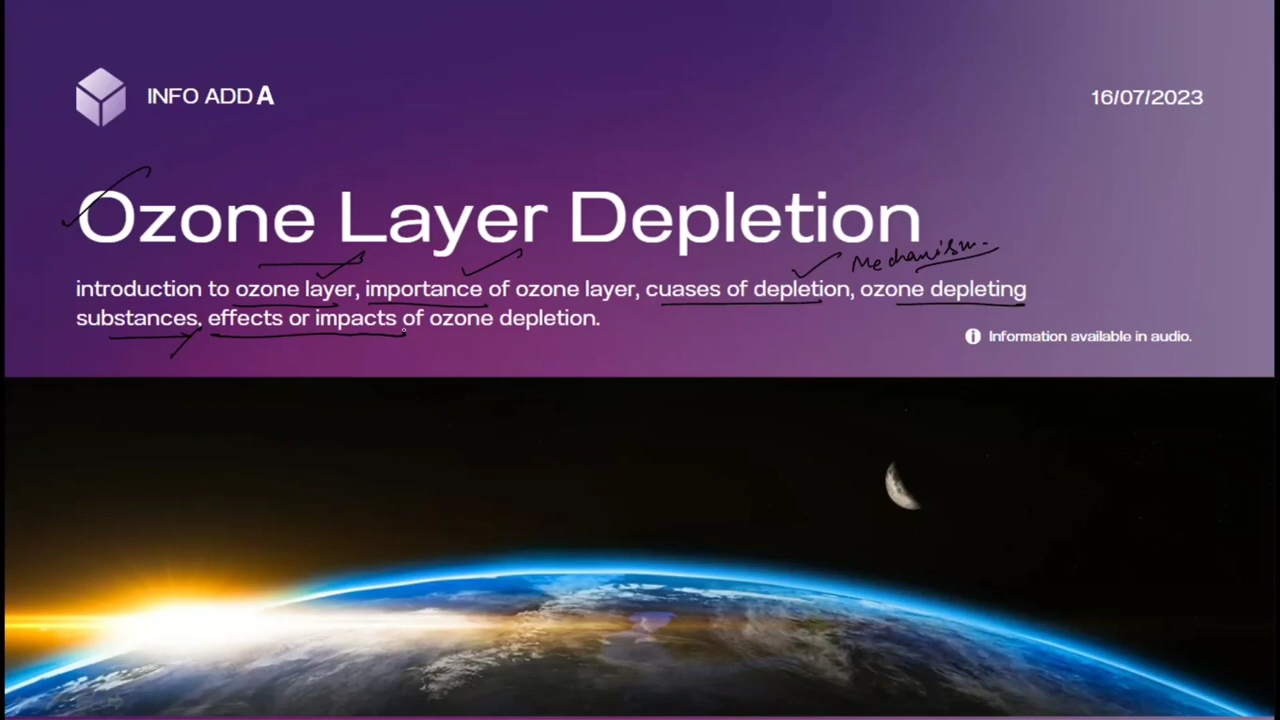 INFO ADDA
16/07/2023
Ozone Layer Depletion
Mechanism.
introduction to ozone layer, importance of ozone layer, cuases of depletion, ozone depleting
substances, effects or impacts of ozone depletion.
Information available in audio.